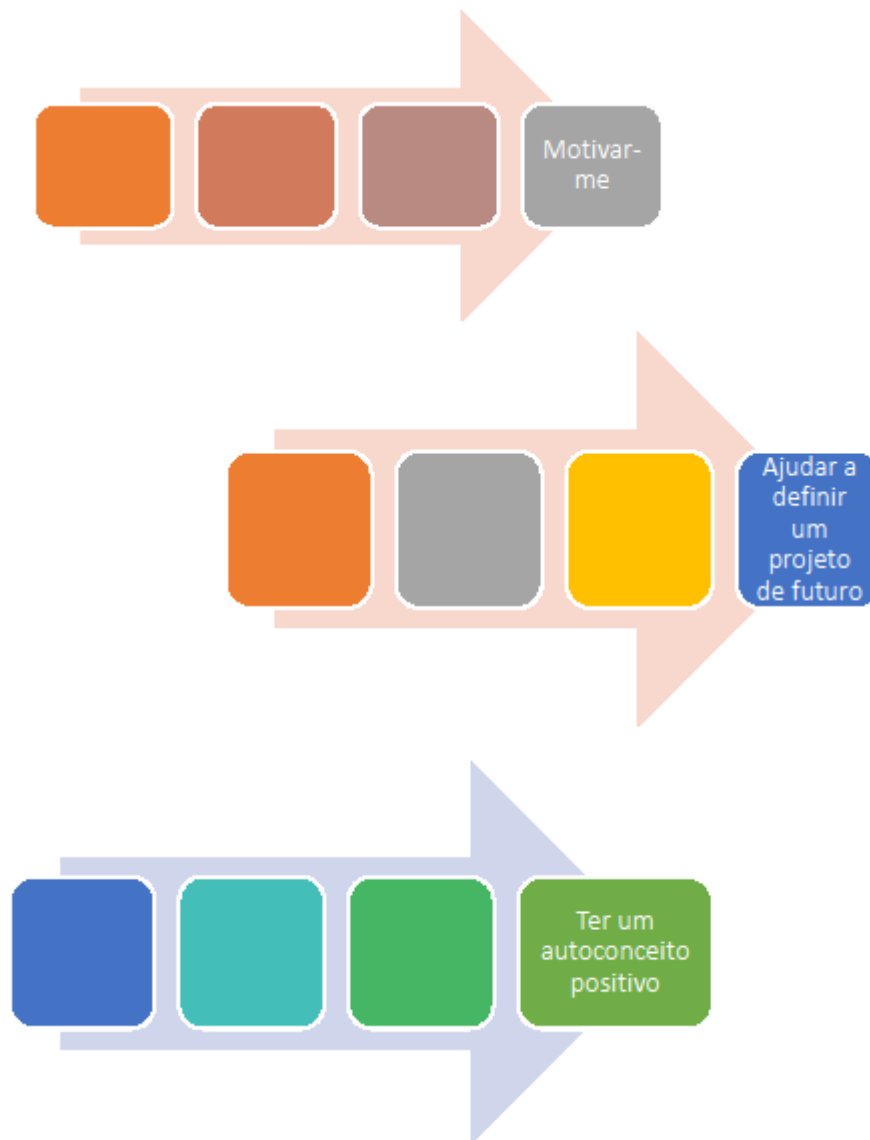 Motivar-
me
Ajudar a
definir
um
projeto
de futuro
Ter um
autoconceito
positivo